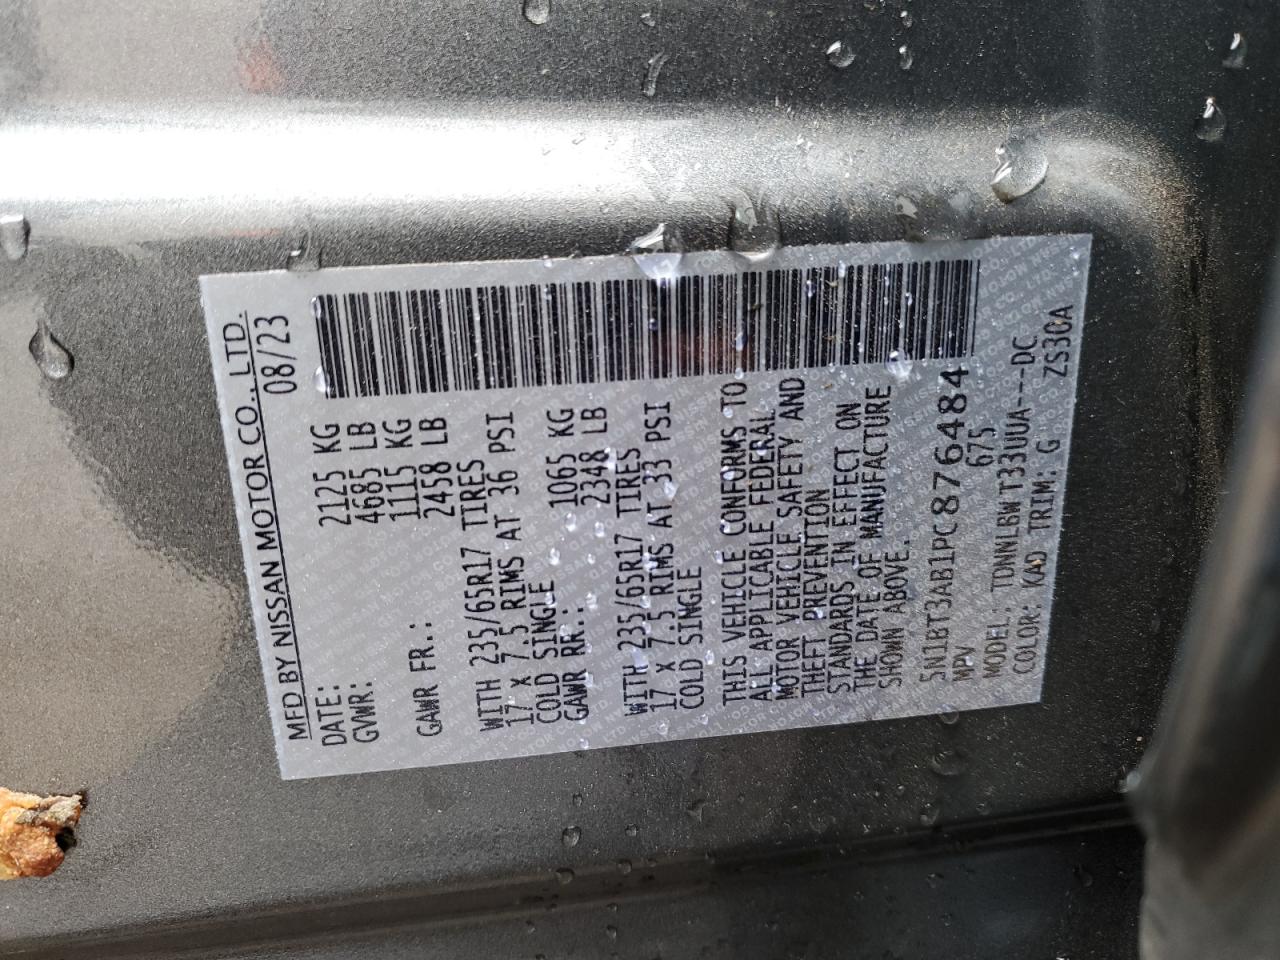 MFD BY NISSAN MOTOR CO., LTD.
DATE: 08/23
GVWR: 2125 KG
4685 LB
GAWR FR.: 1115 KG
2458 LB
WITH 235/65R17 TIRES
17 x 7.5 RIMS AT 36 PSI
COLD SINGLE
GAWR RR.: 1065 KG
2348 LB
WITH 235/65R17 TIRES
17 X 7.5 RIMS AT 33 PSI
COLD SINGLE
THIS VEHICLE CONFORMS TO
ALL APPLICABLE FEDERAL
MOTOR VEHICLE SAFETY AND
THEFT PREVENTION
STANDARDS IN EFFECT ON
THE DATE OF MANUFACTURE
SHOWN ABOVE.
5N1BT3AB1PC876484
MPV 675
MODEL: TDNNLBWT33UUA---DC
COLOR: KAD TRIM: G ZS30A